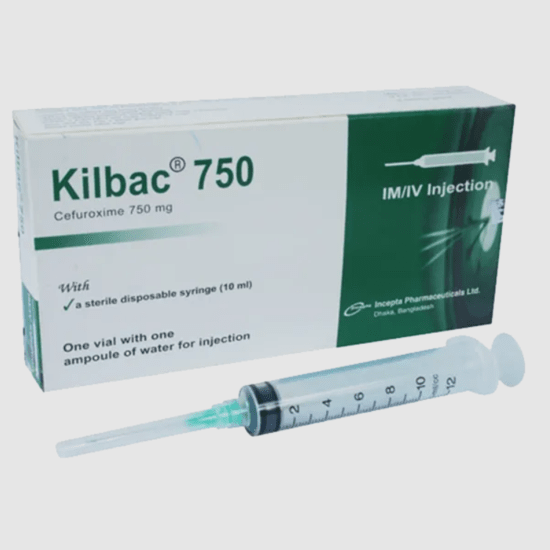 Kilbac® 750
Cefuroxime 750 mg
IM/IV Injection
With
✓a sterile disposable syringe (10 ml)
Incepta Pharmaceuticals Ltd.
Dhaka, Bangladesh
One vial with one
ampoule of water for injection
2 4 6 8 10 12